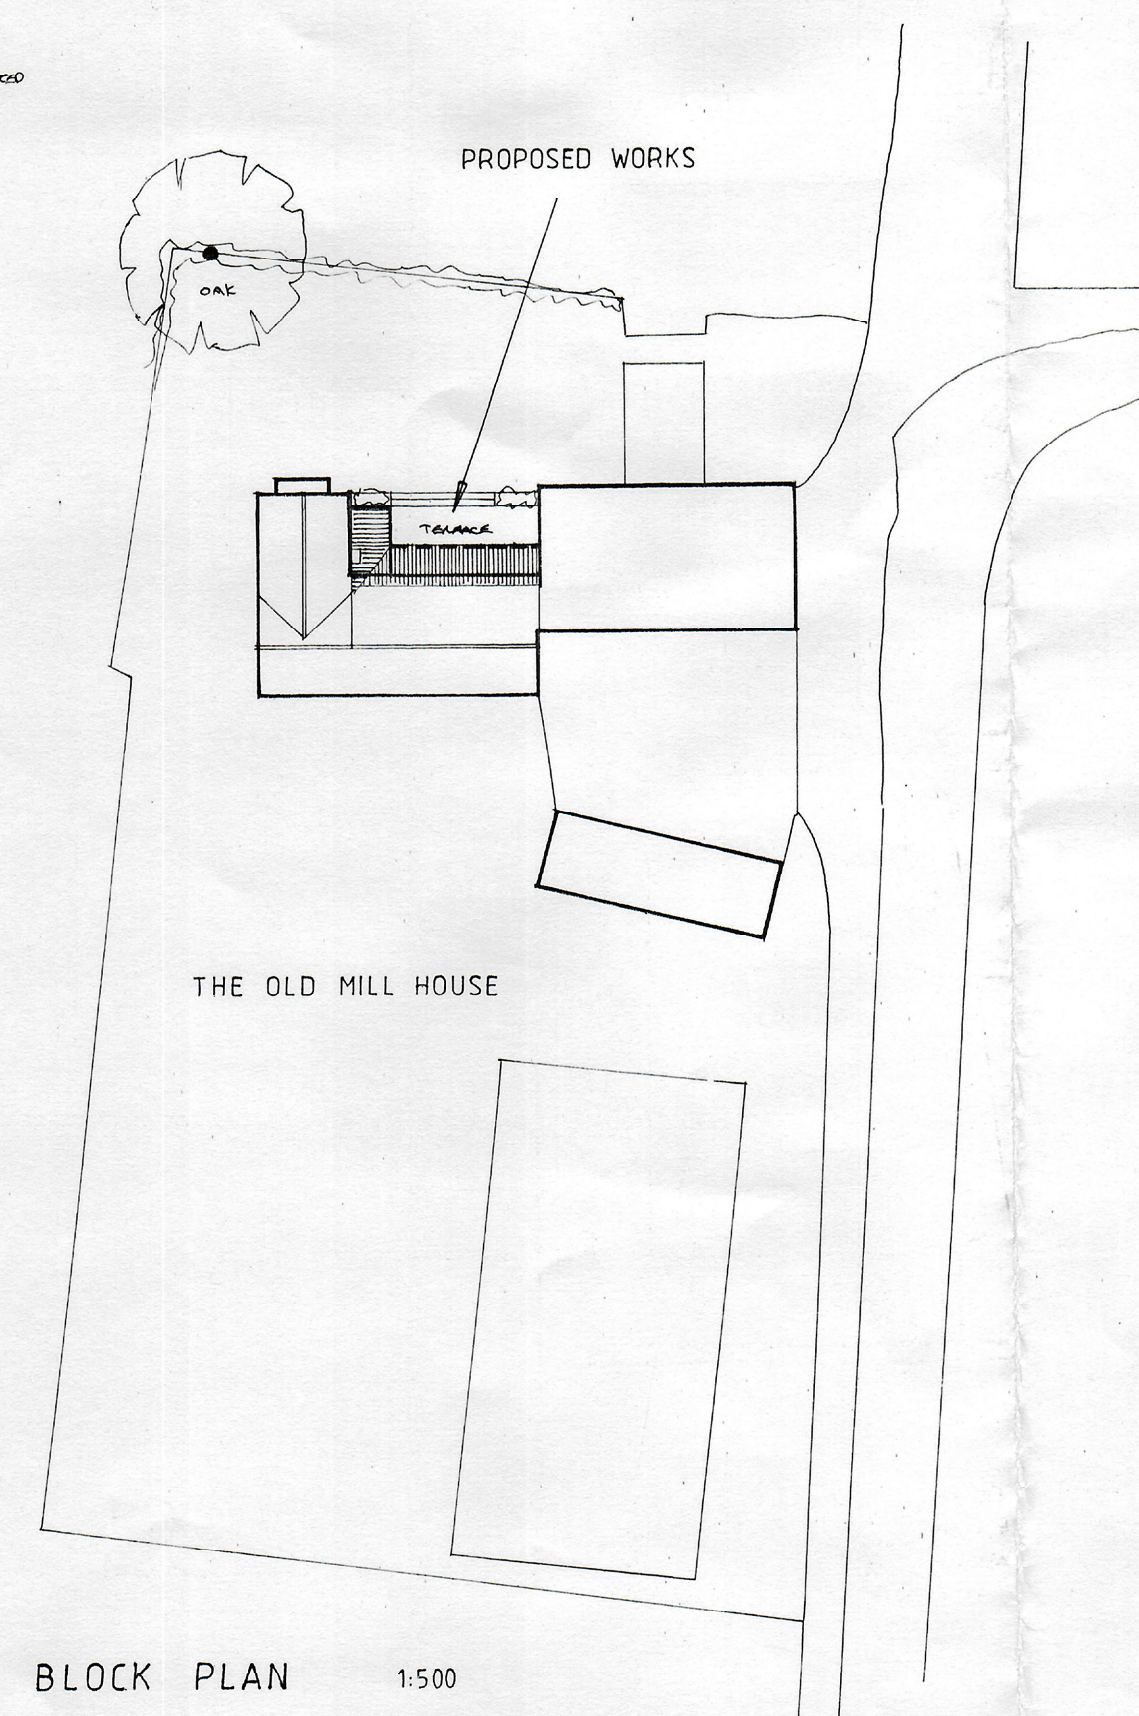 PROPOSED WORKS
OAK
TERRACE
THE OLD MILL HOUSE
BLOCK PLAN 1:500